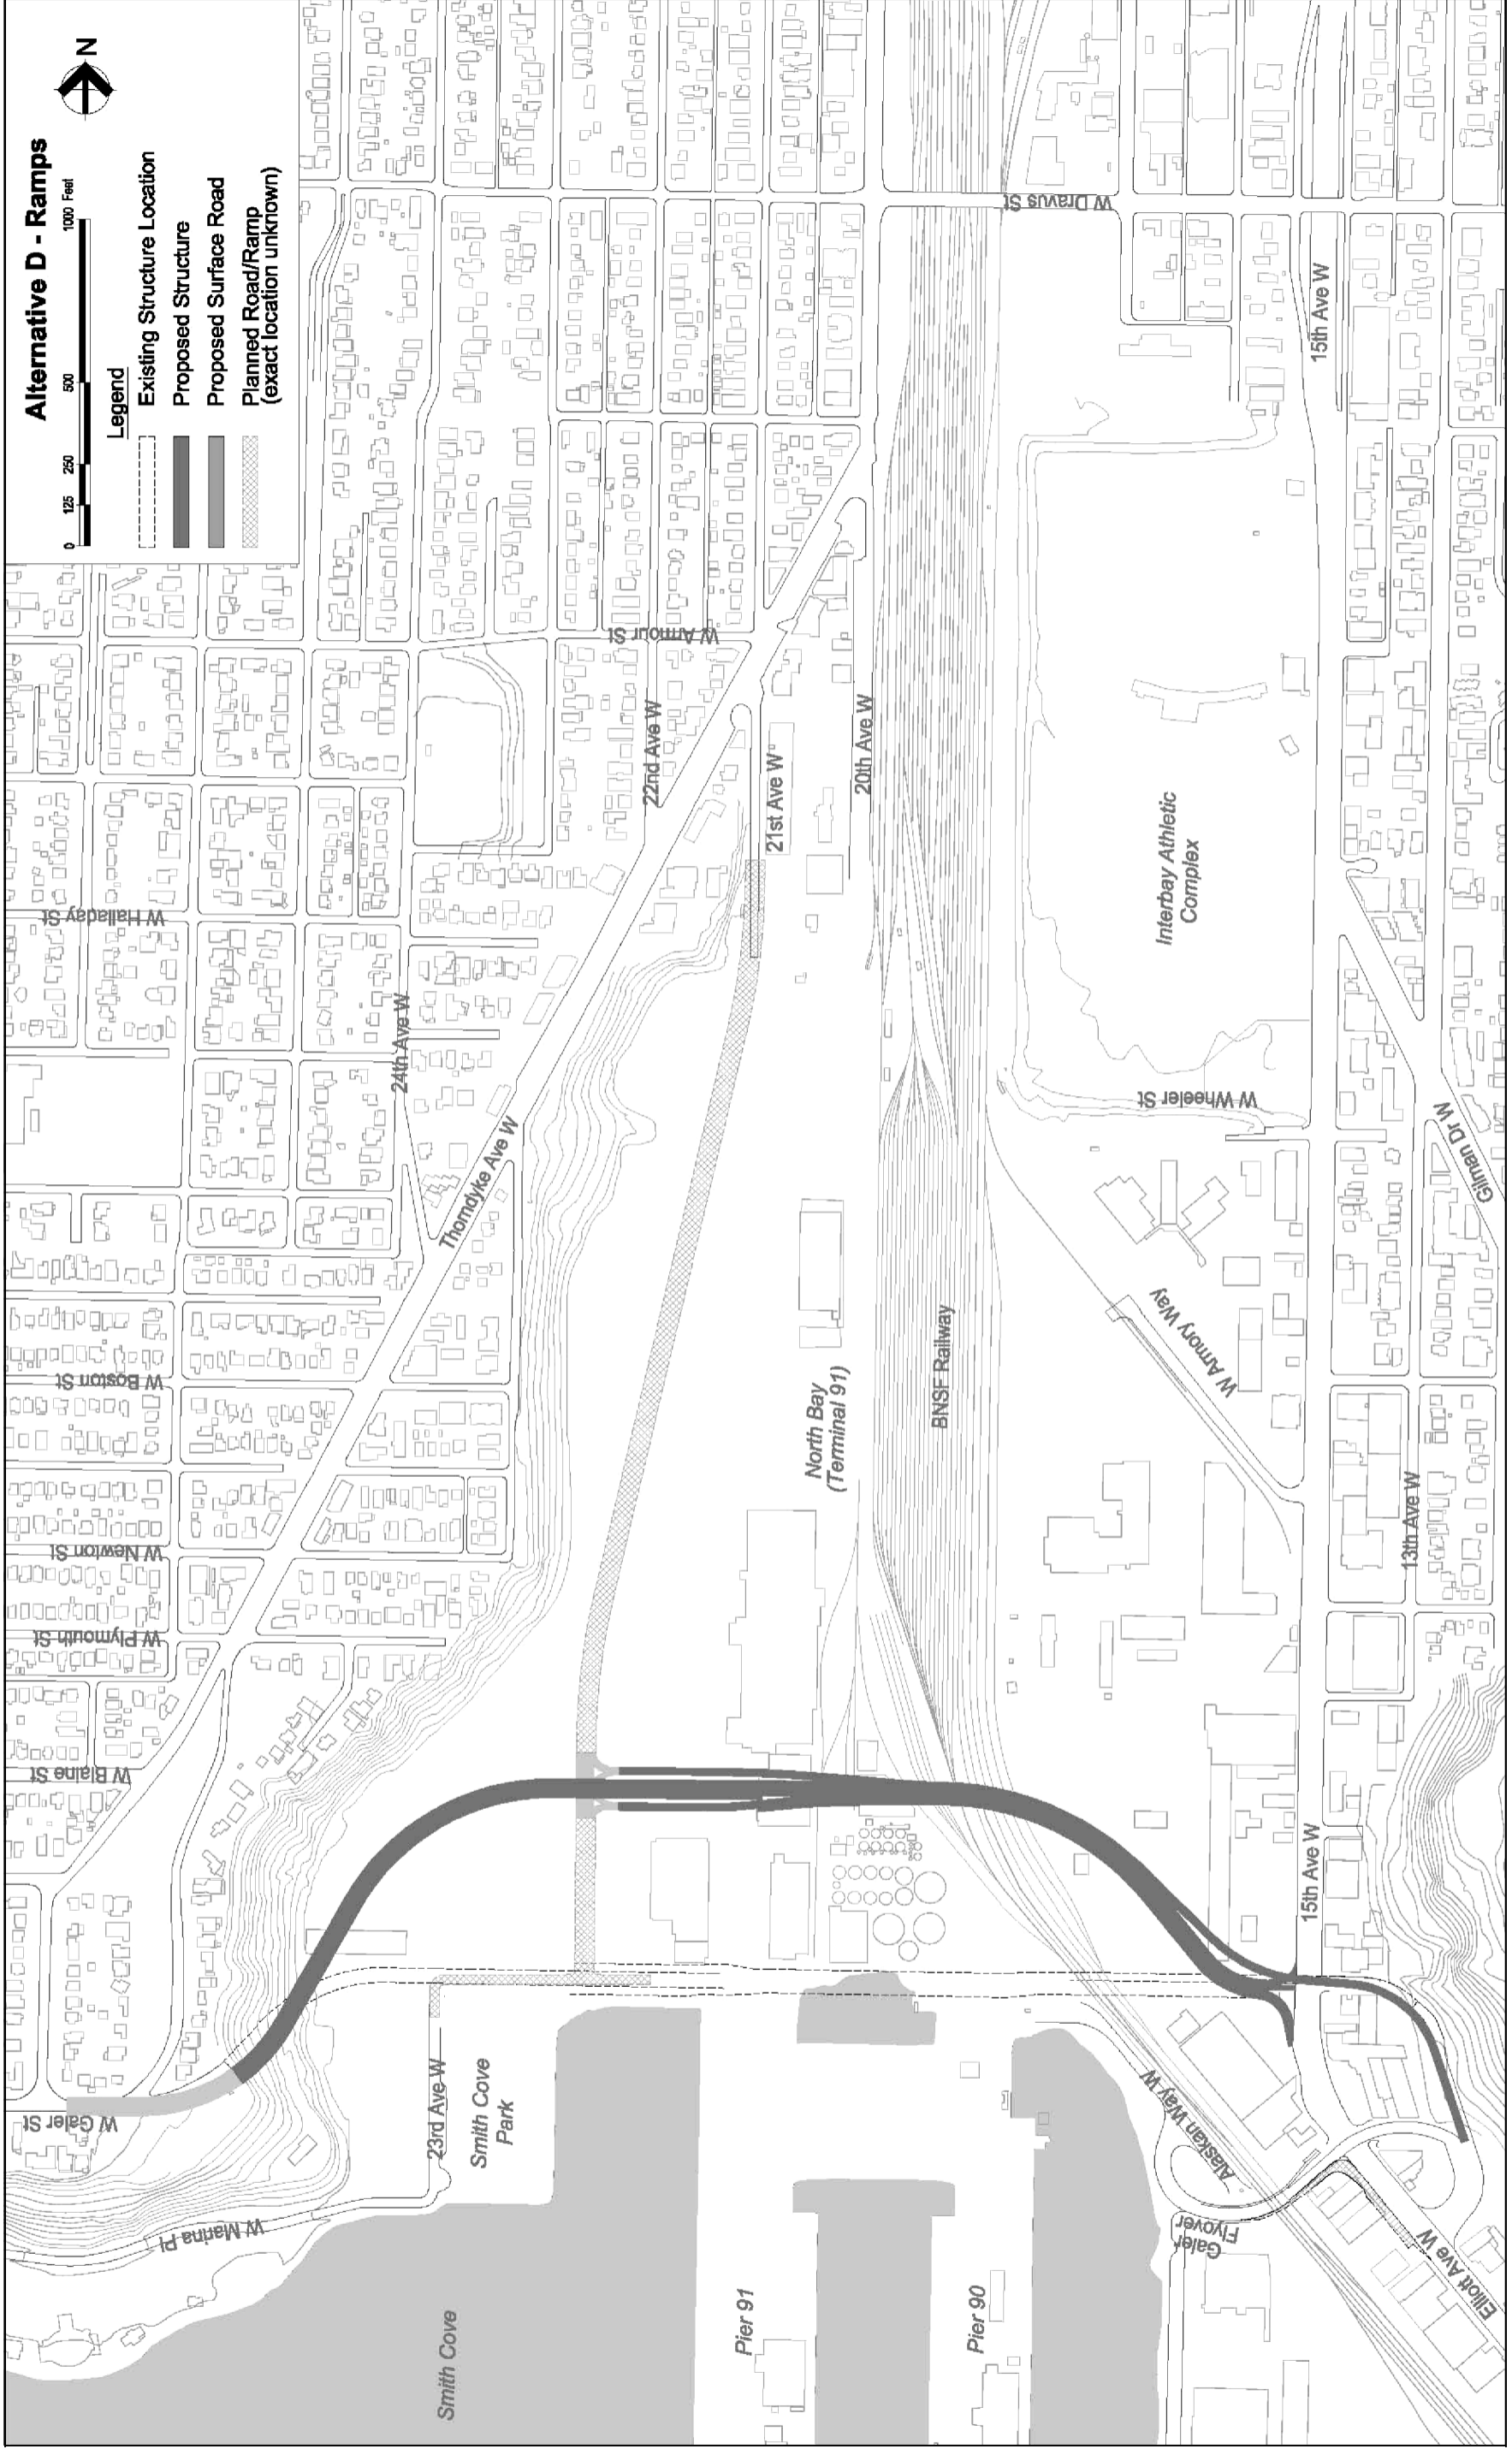 Alternative D - Ramps
N
0 125 250 500 1000 Feet
Legend
Existing Structure Location
Proposed Structure
Proposed Surface Road
Planned Road/Ramp
(exact location unknown)
W Galer St
W Blaine St
W Plymouth St
W Newton St
W Boston St
W Halladay St
W Marina Pl
24th Ave W
Thorndyke Ave W
22nd Ave W
W Armour St
23rd Ave W
Smith Cove
Park
Smith Cove
21st Ave W
20th Ave W
North Bay
(Terminal 91)
BNSF Railway
Pier 91
Pier 90
W Dravus St
Interbay Athletic
Complex
W Wheeler St
W Armory Way
Alaskan Way W
Galer
Flyover
15th Ave W
15th Ave W
13th Ave W
Gilman Dr W
Elliott Ave W